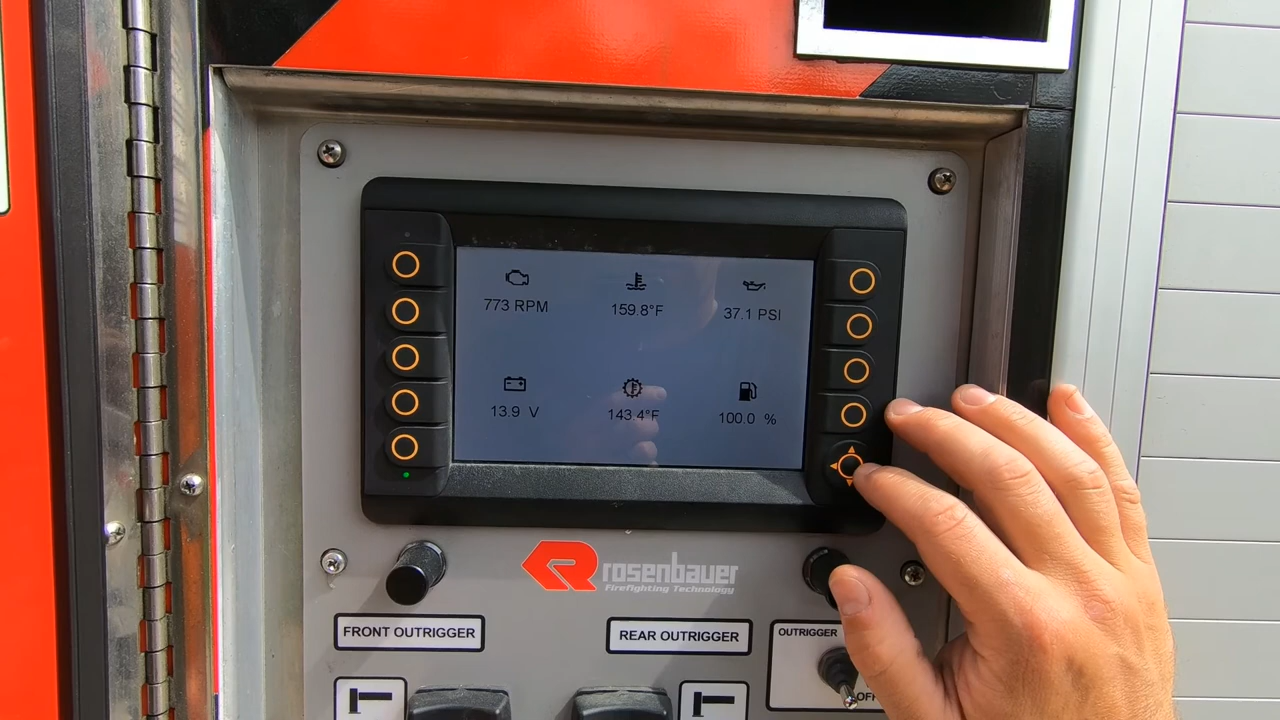 773 RPM
159.8°F
37.1 PSI
13.9 V
143.4°F
100.0 %
rosenbauer
Firefighting Technology
FRONT OUTRIGGER
REAR OUTRIGGER
OUTRIGGER
OFF